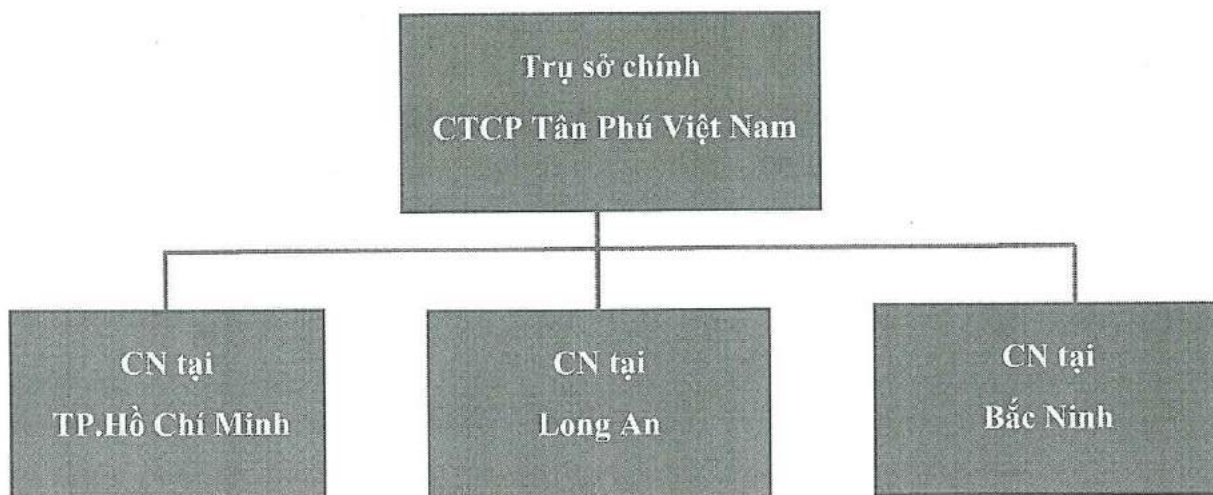 Trụ sở chính
CTCP Tân Phú Việt Nam
CN tại
TP.Hồ Chí Minh
CN tại
Long An
CN tại
Bắc Ninh